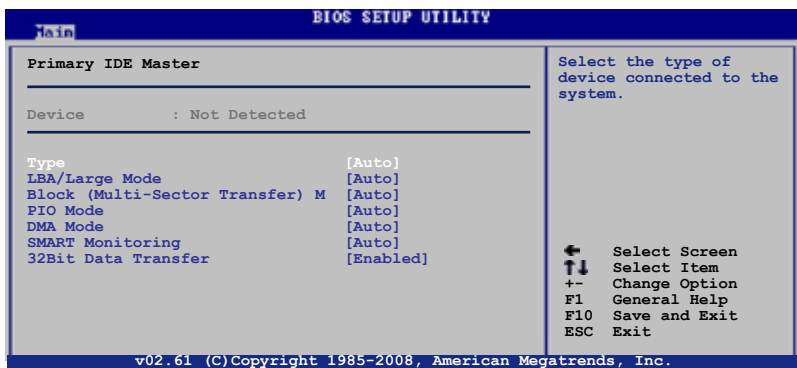 BIOS SETUP UTILITY
Main
Primary IDE Master
Device : Not Detected
Type [Auto]
LBA/Large Mode [Auto]
Block (Multi-Sector Transfer) M [Auto]
PIO Mode [Auto]
DMA Mode [Auto]
SMART Monitoring [Auto]
32Bit Data Transfer [Enabled]
Select the type of
device connected to the
system.
Select Screen
Select Item
+- Change Option
F1 General Help
F10 Save and Exit
ESC Exit
v02.61 (C)Copyright 1985-2008, American Megatrends, Inc.